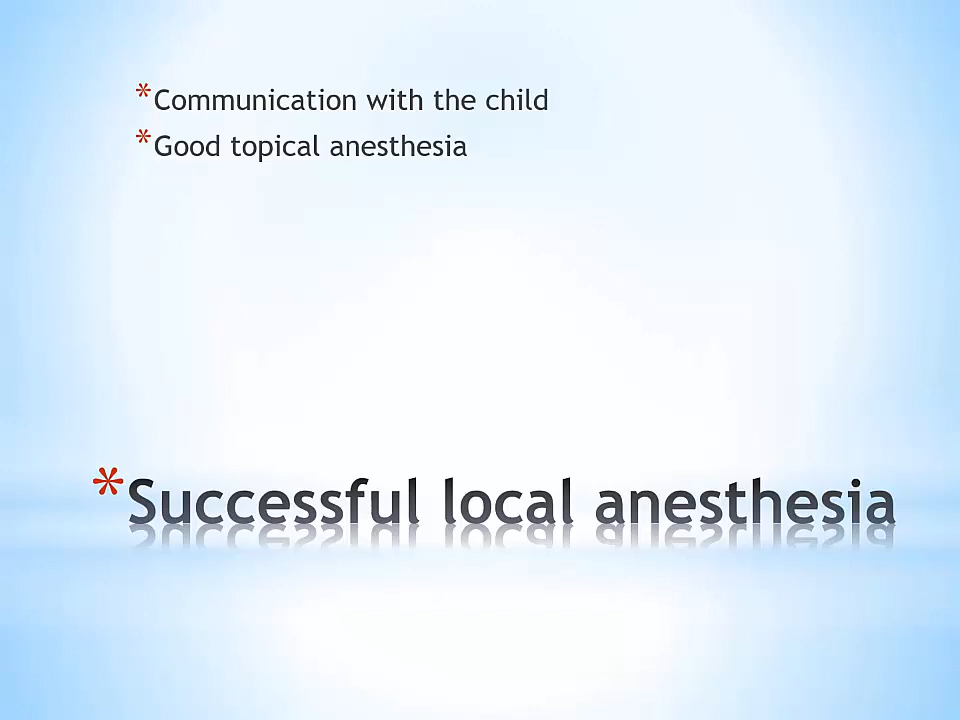 *Communication with the child
*Good topical anesthesia
*Successful local anesthesia